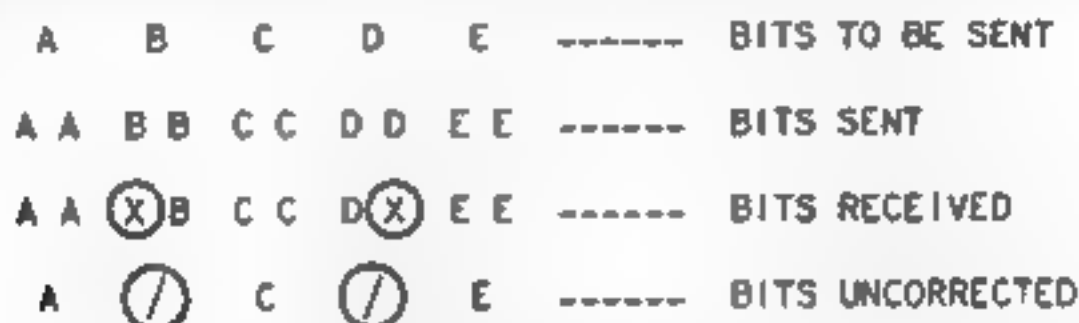 A B C D E ------ BITS TO BE SENT
A A B B C C D D E E ------ BITS SENT
A A X B C C D X E E ------ BITS RECEIVED
A / C / E ------ BITS UNCORRECTED